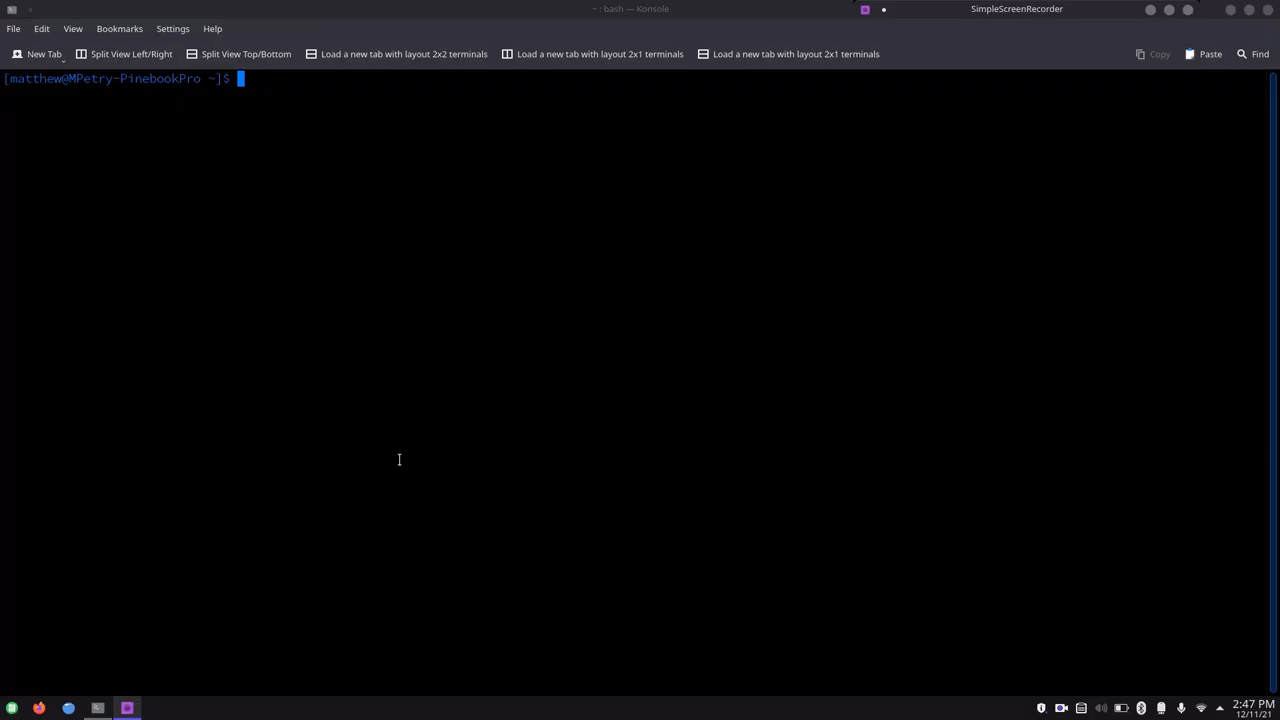 ~ : bash — Konsole
SimpleScreenRecorder
File Edit View Bookmarks Settings Help
New Tab Split View Left/Right Split View Top/Bottom Load a new tab with layout 2x2 terminals Load a new tab with layout 2x1 terminals Load a new tab with layout 2x1 terminals Copy Paste Find
[matthew@MPetry-PinebookPro ~]$
2:47 PM
12/11/21